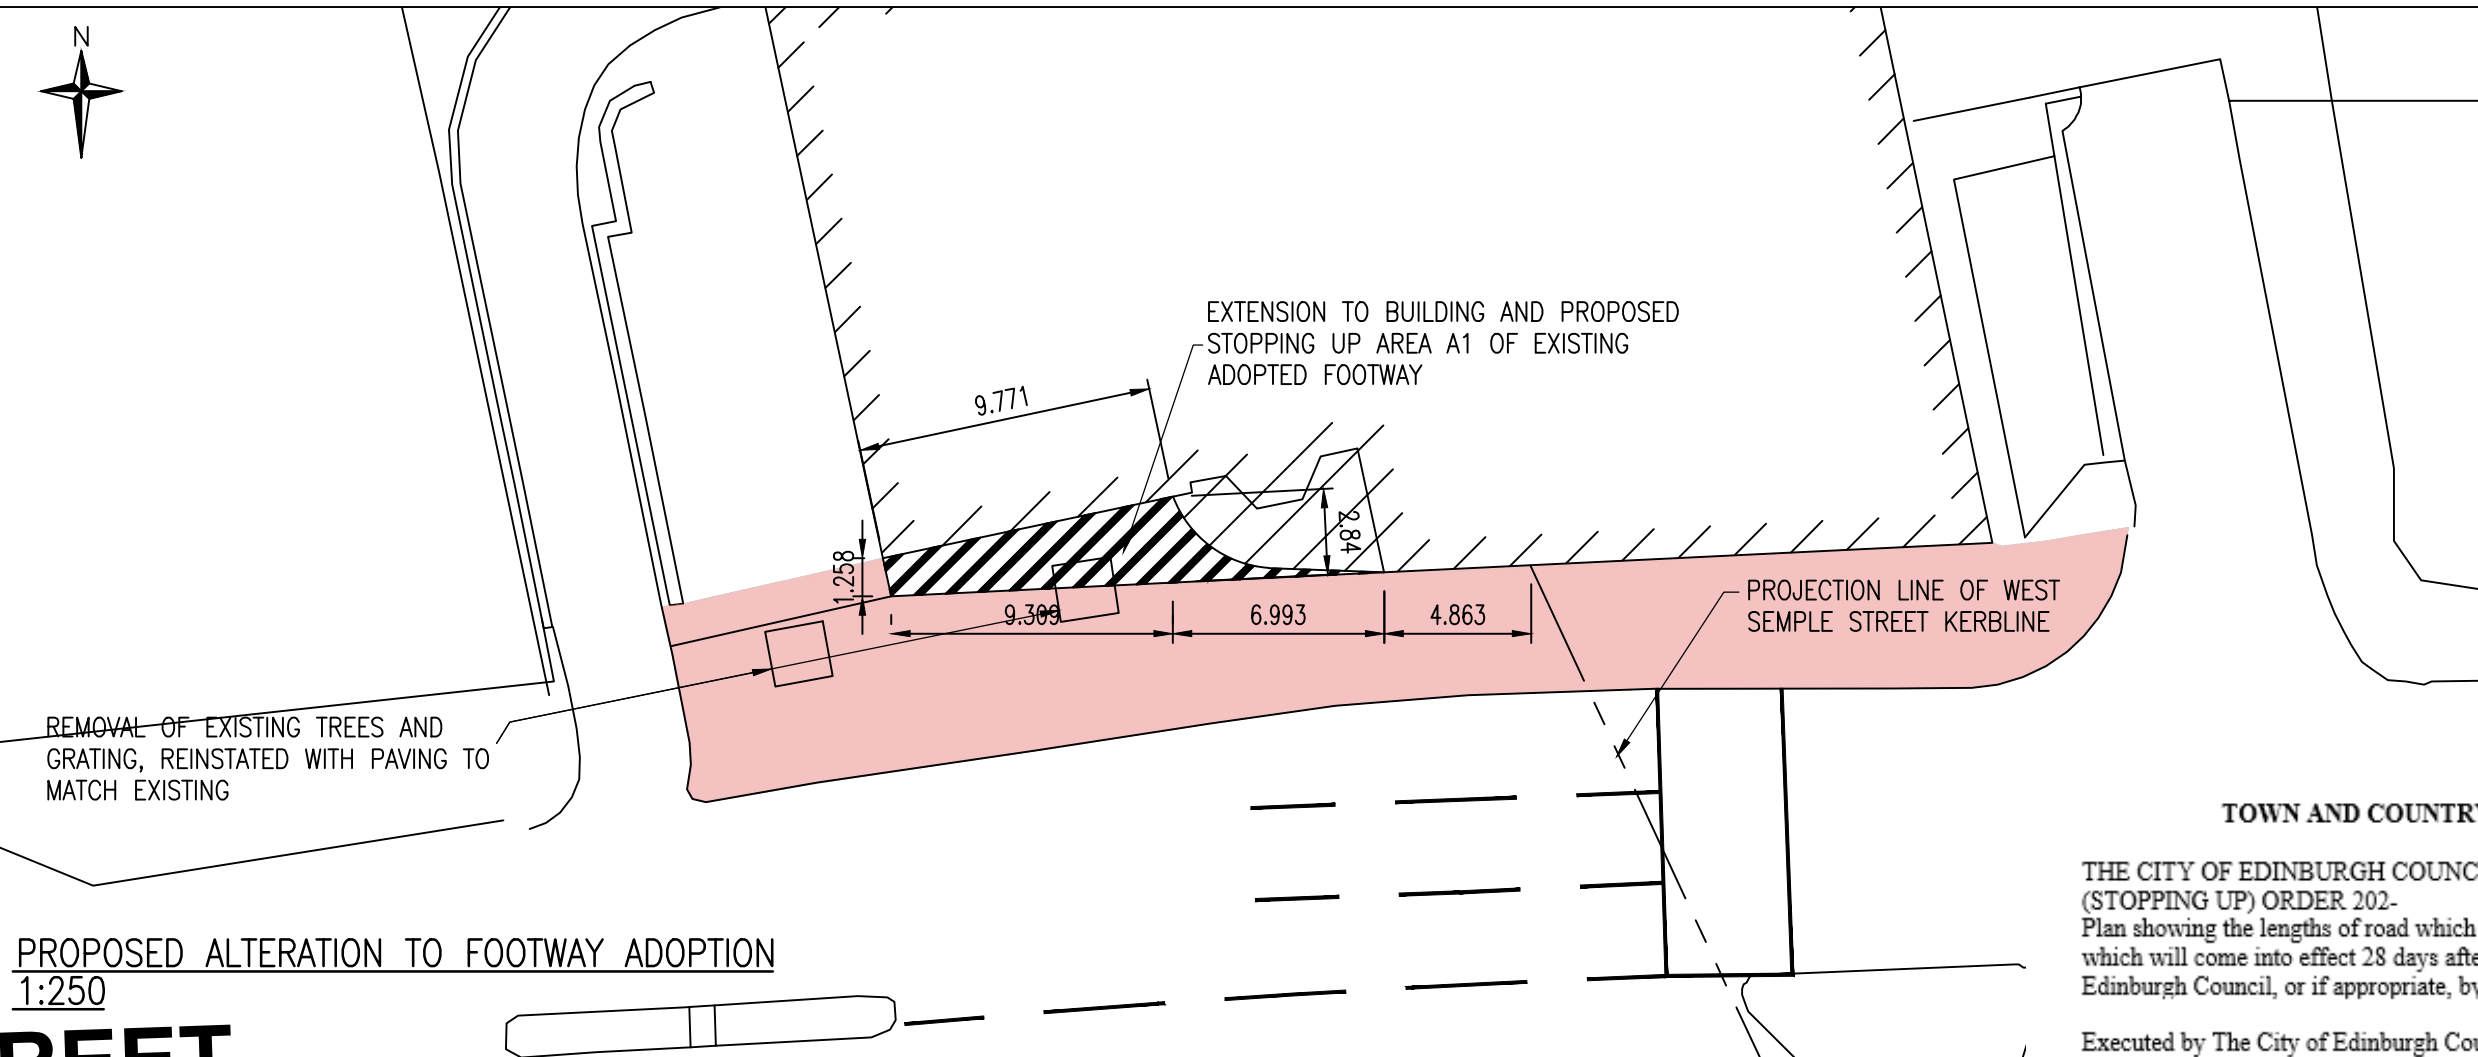 N
EXTENSION TO BUILDING AND PROPOSED
STOPPING UP AREA A1 OF EXISTING
ADOPTED FOOTWAY
9.771
2.84
1.258
9.309
6.993
4.863
PROJECTION LINE OF WEST
SEMPLE STREET KERBLINE
REMOVAL OF EXISTING TREES AND
GRATING, REINSTATED WITH PAVING TO
MATCH EXISTING
PROPOSED ALTERATION TO FOOTWAY ADOPTION
1:250
REET
TOWN AND COUNTRY
THE CITY OF EDINBURGH COUNC
(STOPPING UP) ORDER 202-
Plan showing the lengths of road which
which will come into effect 28 days afte
Edinburgh Council, or if appropriate, by
Executed by The City of Edinburgh Cou